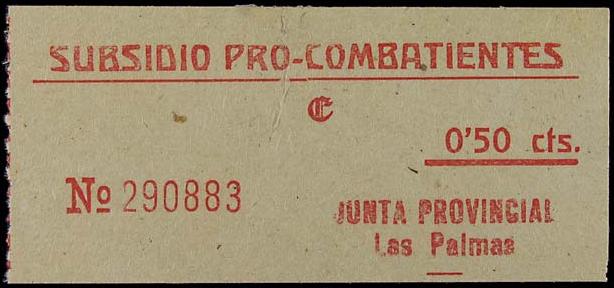 SUBSIDIO PRO-COMBATIENTES
C
0'50 cts.
Nº 290883
JUNTA PROVINCIAL
Las Palmas